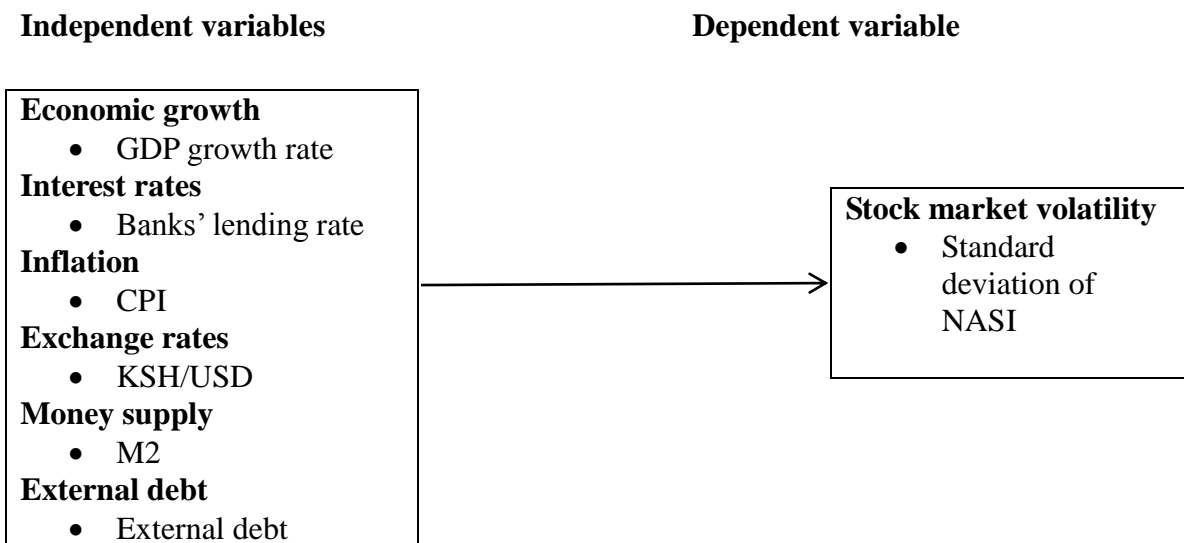 Independent variables
Dependent variable
Economic growth
• GDP growth rate
Interest rates
• Banks’ lending rate
Inflation
• CPI
Exchange rates
• KSH/USD
Money supply
• M2
External debt
• External debt
Stock market volatility
• Standard
deviation of
NASI